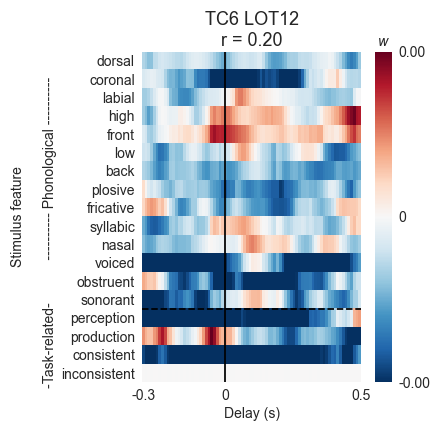 TC6 LOT12
r = 0.20
w
dorsal
coronal
labial
high
front
low
back
plosive
fricative
syllabic
nasal
voiced
obstruent
sonorant
perception
production
consistent
inconsistent
Stimulus feature
-Task-related- ----------- Phonological ----------
0.00
0
-0.00
-0.3 0 0.5
Delay (s)